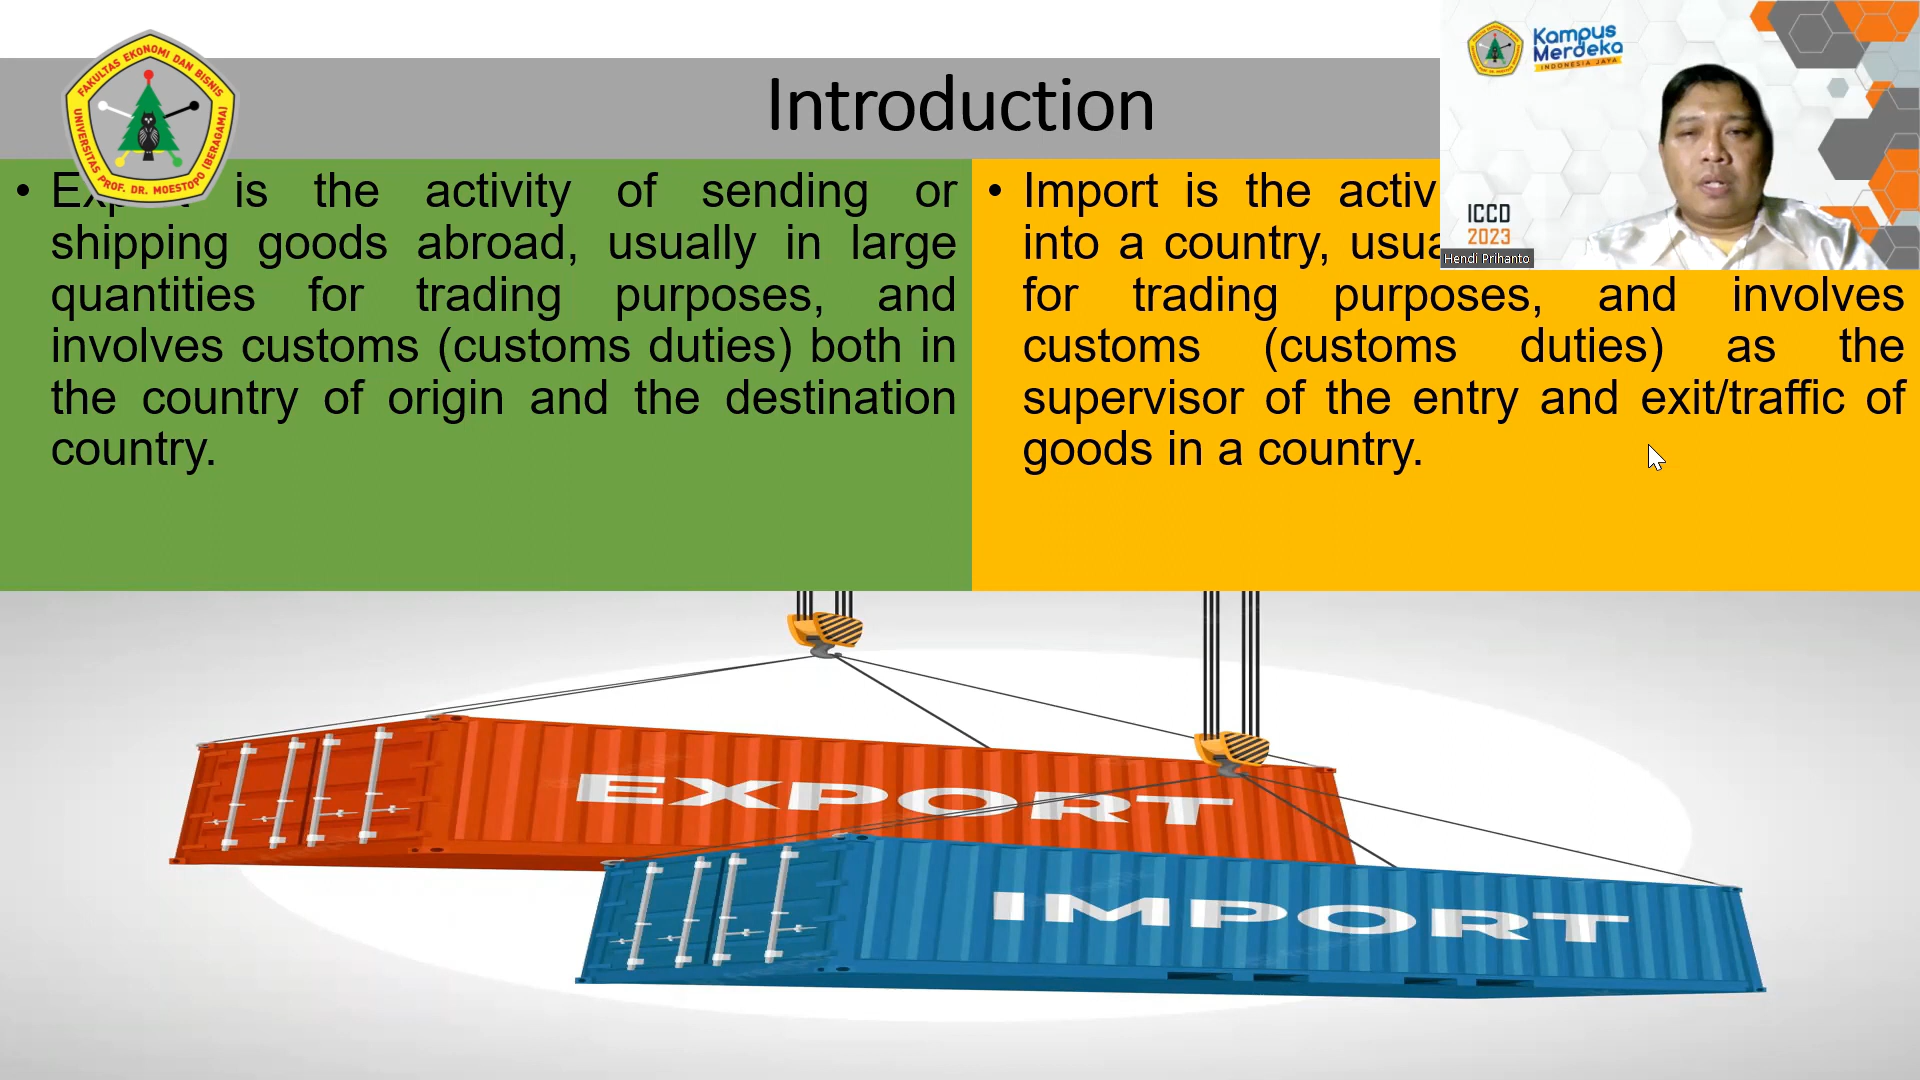 Introduction
FAKULTAS EKONOMI DAN BISNIS
UNIVERSITAS PROF. DR. MOESTOPO (BERAGAMA)
• is the activity of sending or
shipping goods abroad, usually in large
quantities for trading purposes, and
involves customs (customs duties) both in
the country of origin and the destination
country.
• Import is the
into a country,
for trading purposes, and involves
customs (customs duties) as the
supervisor of the entry and exit/traffic of
goods in a country.
Kampus
Merdeka
INDONESIA JAYA
ICCD
2023
Hendi Prihanto
EXPORT
IMPORT